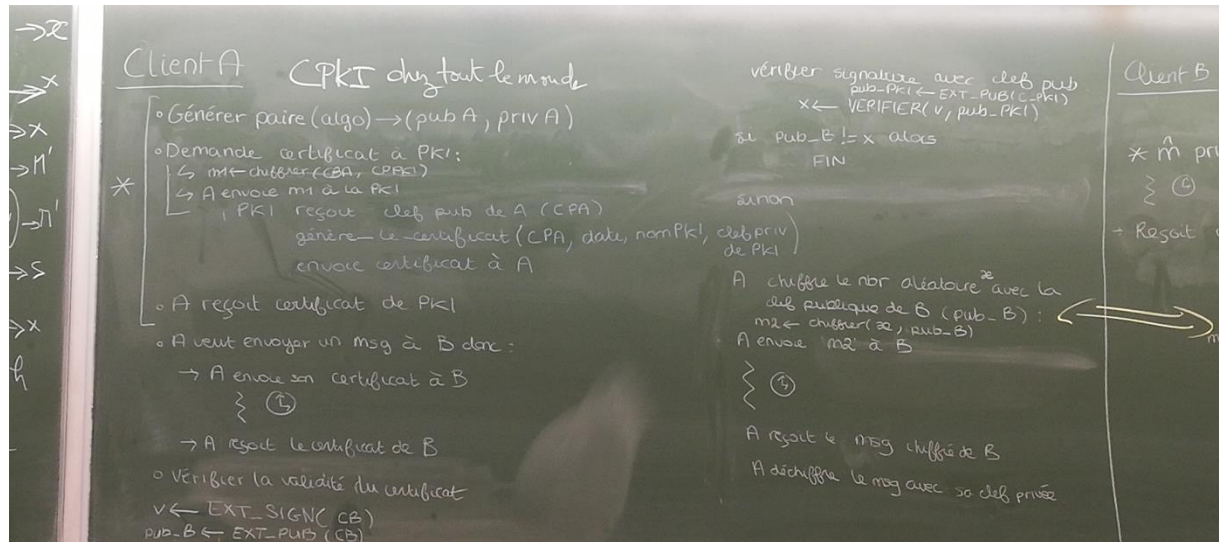 →x
→x
→x
→M'
→M'
→S
→x
h
Client A CPKI chez tout le monde
* ◦ Générer paire (algo) → (pub A, priv A)
◦ Demande certificat à PKI :
↳ m1 ← chiffrer (CBA, CPPKI)
↳ A envoie m1 à la PKI
, PKI reçoit clef pub de A (CPA)
génère_le_certificat (CPA, date, nomPKI, clef priv de PKI)
envoie certificat à A
◦ A reçoit certificat de PKI
◦ A veut envoyer un msg à B donc :
→ A envoie son certificat à B
→ A reçoit le certificat de B
◦ Vérifier la validité du certificat
v ← EXT_SIGN( CB)
pub_B ← EXT_PUB (CB)
vérifier signature avec clef pub
pub_PKI ← EXT_PUB(C_PKI)
x ← VERIFIER( v, pub_PKI)
si pub_B != x alors
FIN
sinon
A chiffre le nbr aléatoire x avec la
clef publique de B (pub_B) :
m2 ← chiffrer(x, pub_B)
A envoie 'm2' à B
A reçoit le msg chiffré de B
A déchiffre le msg avec sa clef privée
Client B
* m̂ pri
- Reçoit
m